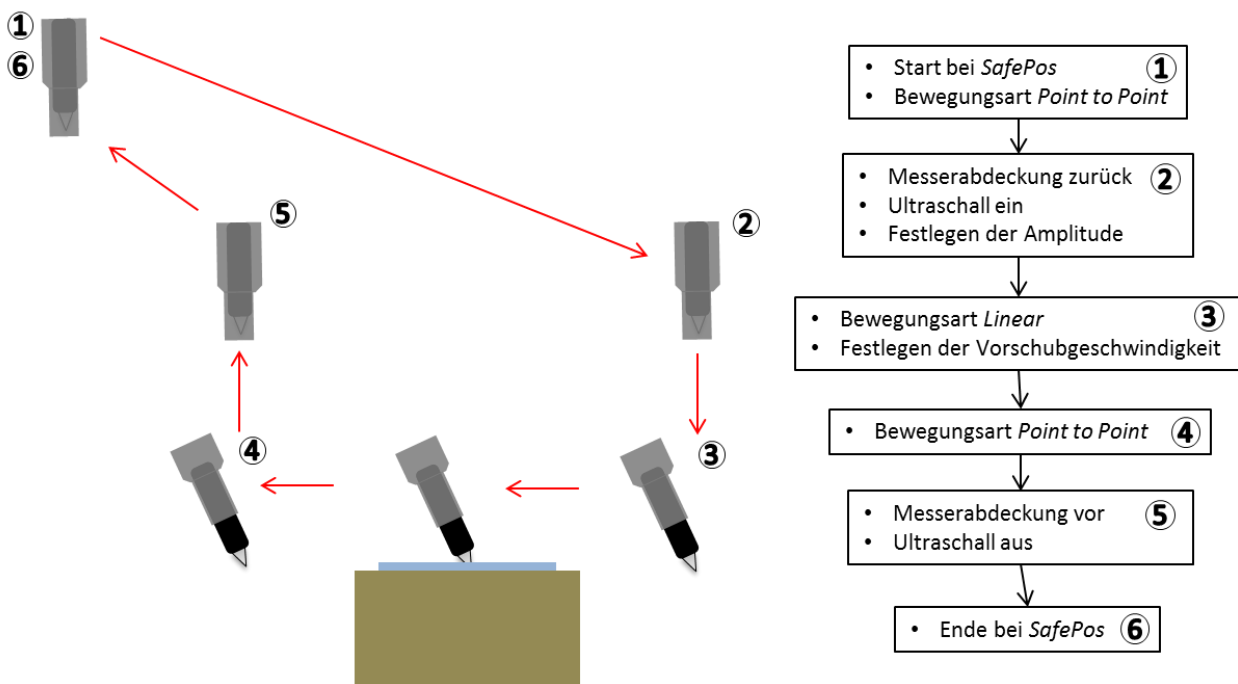 ①
⑥
⑤
②
④
③
• Start bei SafePos ①
• Bewegungsart Point to Point
• Messerabdeckung zurück ②
• Ultraschall ein
• Festlegen der Amplitude
• Bewegungsart Linear ③
• Festlegen der Vorschubgeschwindigkeit
• Bewegungsart Point to Point ④
• Messerabdeckung vor ⑤
• Ultraschall aus
• Ende bei SafePos ⑥